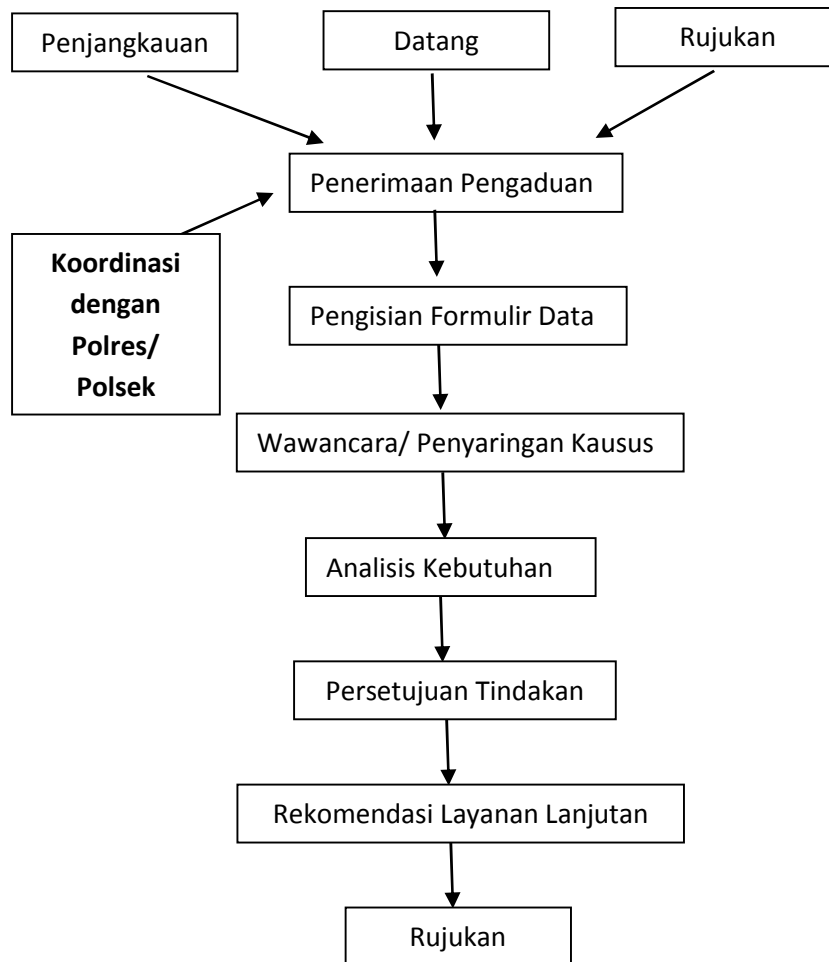 Penjangkauan
Datang
Rujukan
Penerimaan Pengaduan
Koordinasi
dengan
Polres/
Polsek
Pengisian Formulir Data
Wawancara/ Penyaringan Kausus
Analisis Kebutuhan
Persetujuan Tindakan
Rekomendasi Layanan Lanjutan
Rujukan